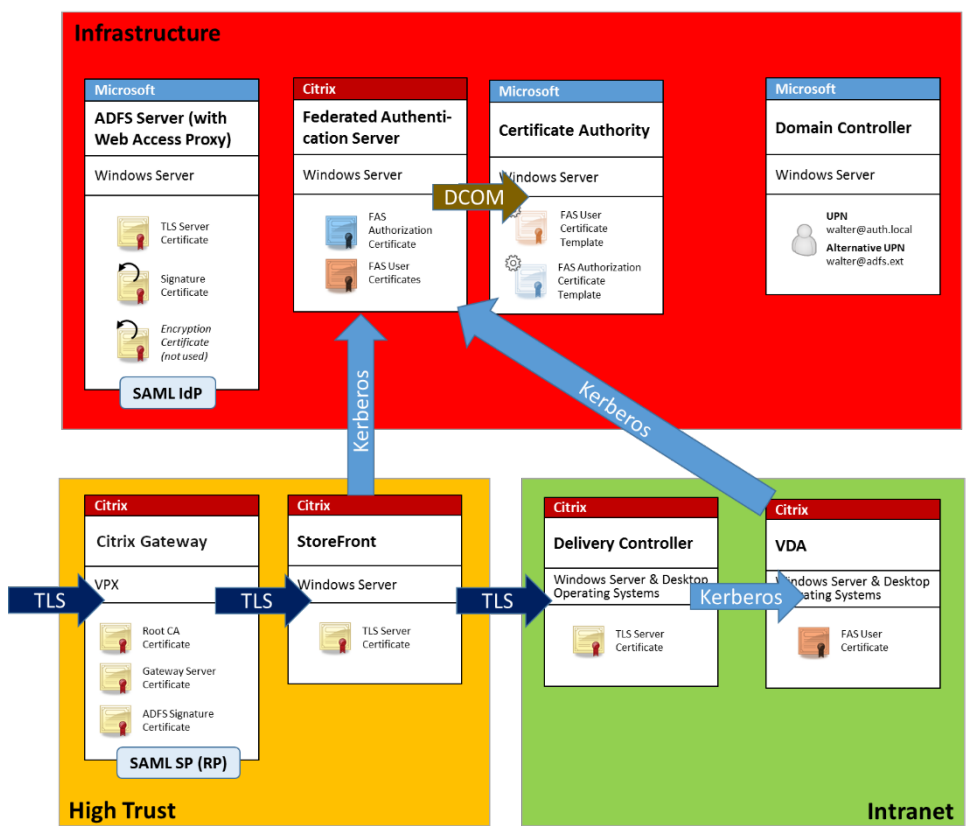 Infrastructure
Microsoft
ADFS Server (with
Web Access Proxy)
Windows Server
TLS Server
Certificate
Signature
Certificate
Encryption
Certificate
(not used)
SAML IdP
Citrix
Federated Authenti-
cation Server
Windows Server
FAS
Authorization
Certificate
FAS User
Certificates
DCOM
Microsoft
Certificate Authority
Windows Server
FAS User
Certificate
Template
FAS Authorization
Certificate
Template
Microsoft
Domain Controller
Windows Server
UPN
walter@auth.local
Alternative UPN
walter@adfs.ext
Kerberos
Kerberos
Citrix
Citrix Gateway
VPX
TLS
Root CA
Certificate
Gateway Server
Certificate
ADFS Signature
Certificate
SAML SP (RP)
Citrix
StoreFront
Windows Server
TLS
TLS Server
Certificate
High Trust
Citrix
Delivery Controller
Windows Server & Desktop
Operating Systems
TLS
TLS Server
Certificate
Kerberos
Citrix
VDA
Windows Server & Desktop
Operating Systems
FAS User
Certificate
Intranet